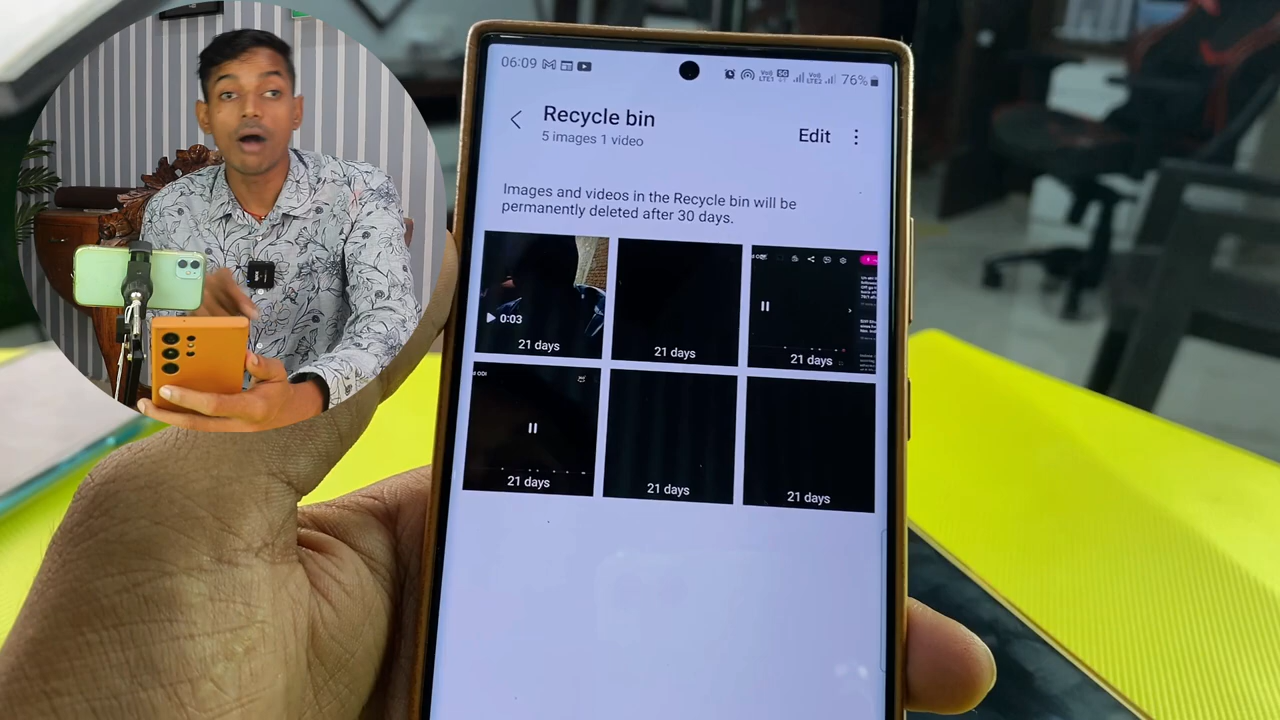 06:09
76%
Recycle bin
5 images 1 video
Edit
Images and videos in the Recycle bin will be
permanently deleted after 30 days.
0:03
21 days
21 days
21 days
ODI
21 days
21 days
21 days